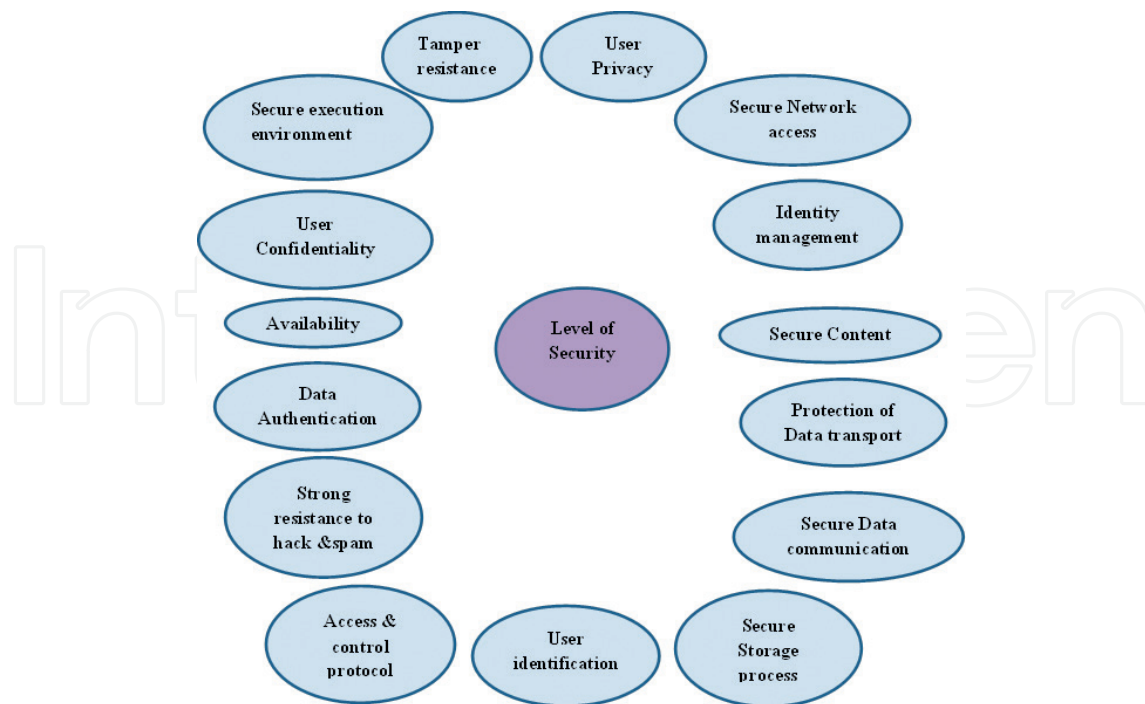 Tamper
resistance
User
Privacy
Secure execution
environment
Secure Network
access
User
Confidentiality
Identity
management
Availability
Level of
Security
Secure Content
Data
Authentication
Protection of
Data transport
Strong
resistance to
hack &spam
Secure Data
communication
Access &
control
protocol
User
identification
Secure
Storage
process